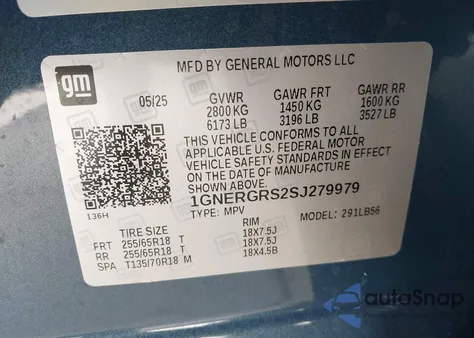 gm
MFD BY GENERAL MOTORS LLC
05/25 GVWR GAWR FRT GAWR RR
2800 KG 1450 KG 1600 KG
6173 LB 3196 LB 3527 LB
THIS VEHICLE CONFORMS TO ALL
APPLICABLE U.S. FEDERAL MOTOR
VEHICLE SAFETY STANDARDS IN EFFECT
ON THE DATE OF MANUFACTURE SHOWN ABOVE.
1GNERGRS2SJ279979
136H TYPE: MPV MODEL: 291LB56
TIRE SIZE RIM
FRT 255/65R18 T 18X7.5J
RR 255/65R18 T 18X7.5J
SPA T135/70R18 M 18X4.5B
autoSnap